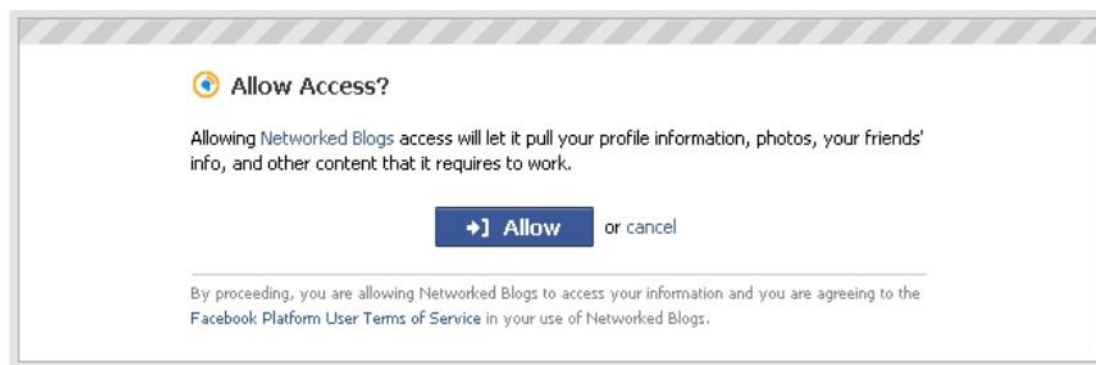 Allow Access?
Allowing Networked Blogs access will let it pull your profile information, photos, your friends'
info, and other content that it requires to work.
Allow or cancel
By proceeding, you are allowing Networked Blogs to access your information and you are agreeing to the
Facebook Platform User Terms of Service in your use of Networked Blogs.